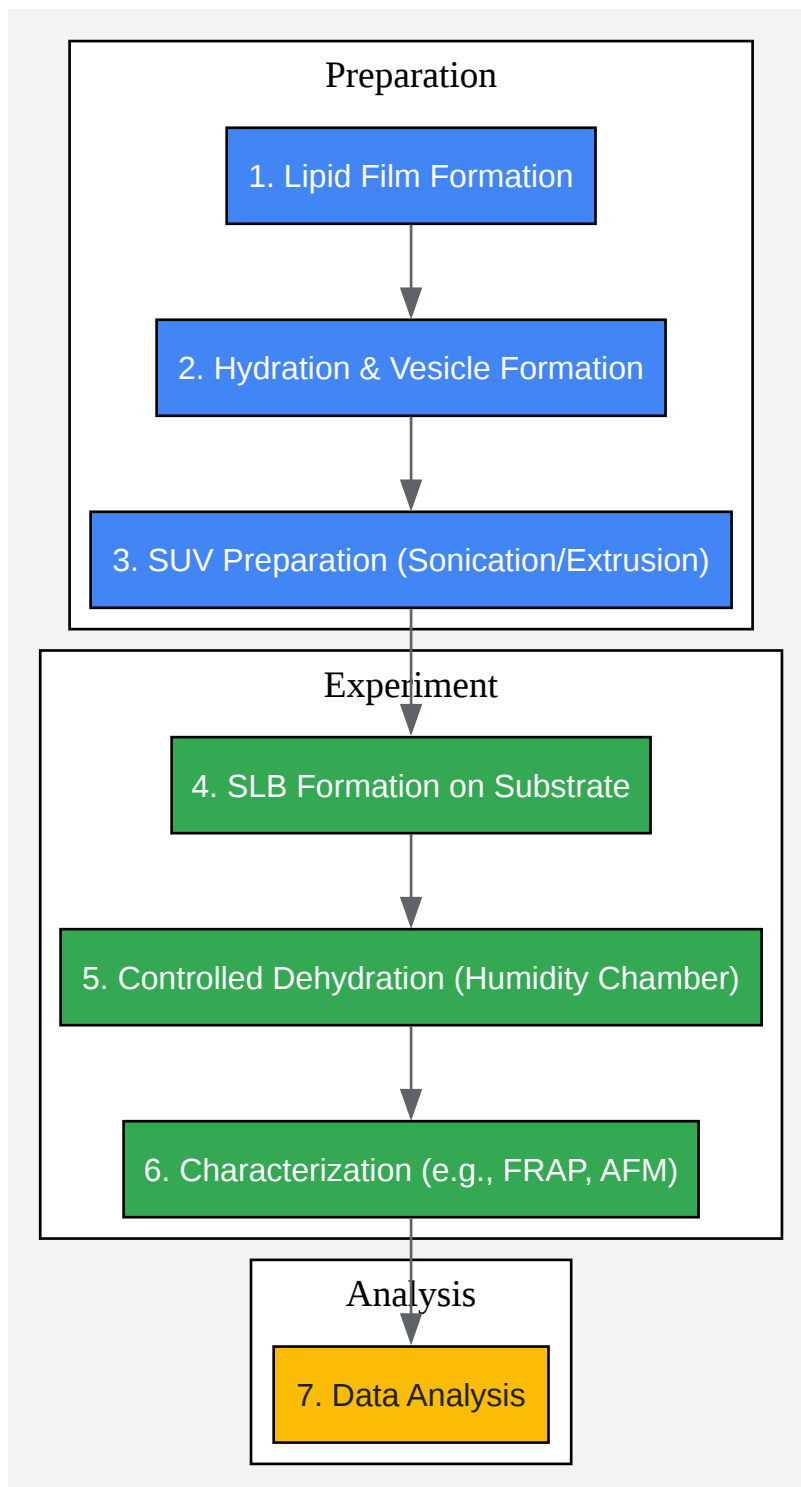 Preparation
1. Lipid Film Formation
2. Hydration & Vesicle Formation
3. SUV Preparation (Sonication/Extrusion)
Experiment
4. SLB Formation on Substrate
5. Controlled Dehydration (Humidity Chamber)
6. Characterization (e.g., FRAP, AFM)
Analysis
7. Data Analysis